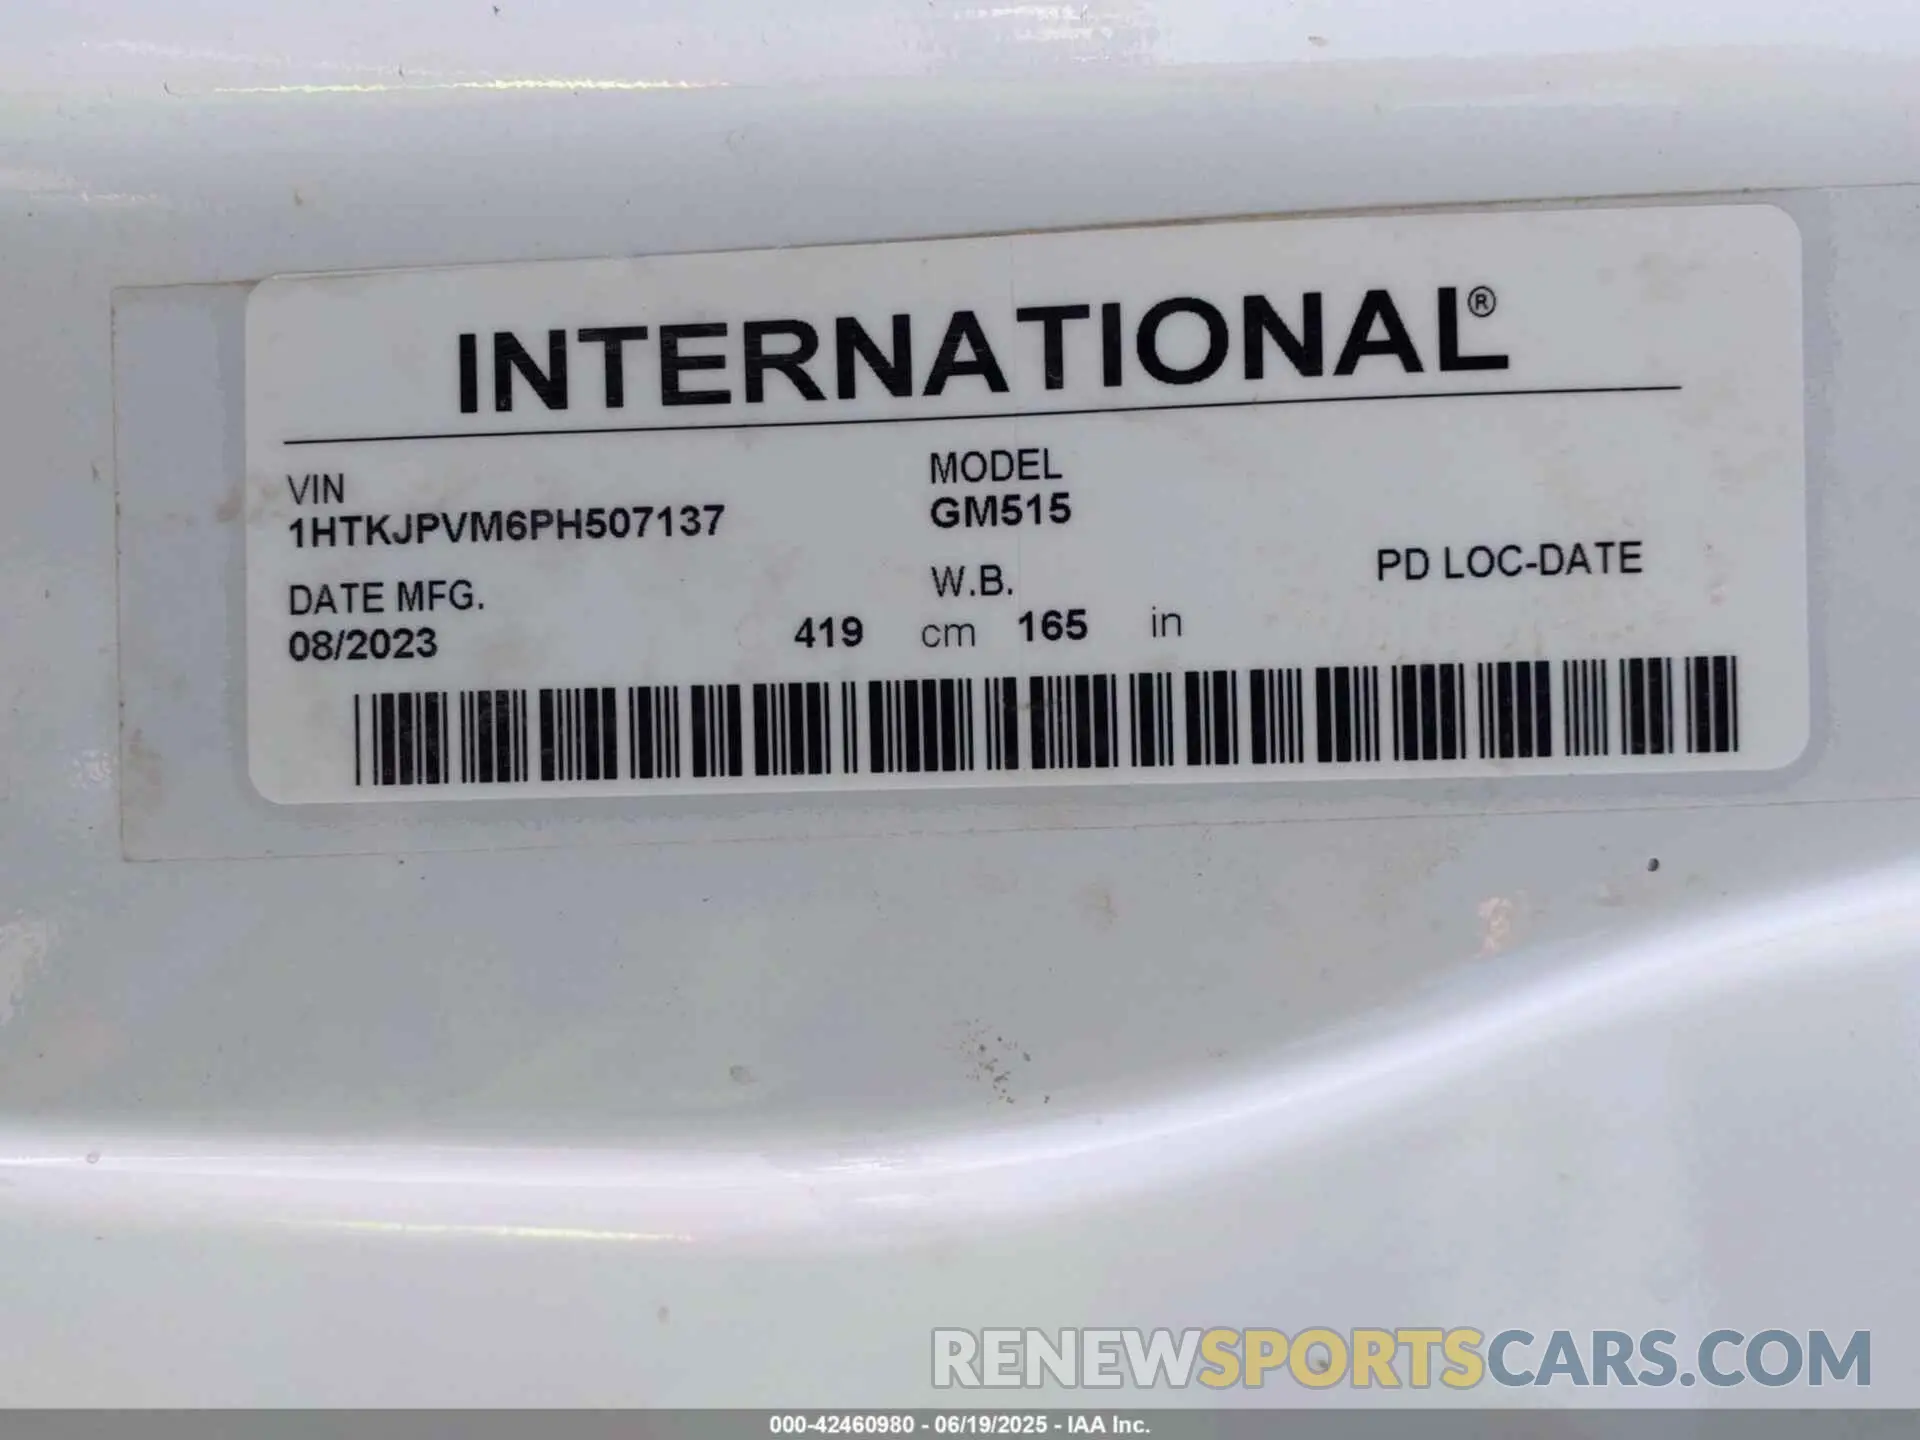 INTERNATIONAL®
VIN
1HTKJPVM6PH507137
MODEL
GM515
DATE MFG.
08/2023
W.B.
419 cm 165 in
PD LOC-DATE
RENEWSPORTSCARS.COM
000-42460980 - 06/19/2025 - IAA Inc.